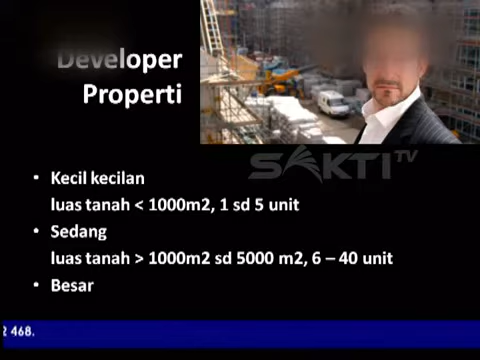 Developer
Properti
SAKTI TV
• Kecil kecilan
luas tanah < 1000m2, 1 sd 5 unit
• Sedang
luas tanah > 1000m2 sd 5000 m2, 6 – 40 unit
• Besar
2 468.